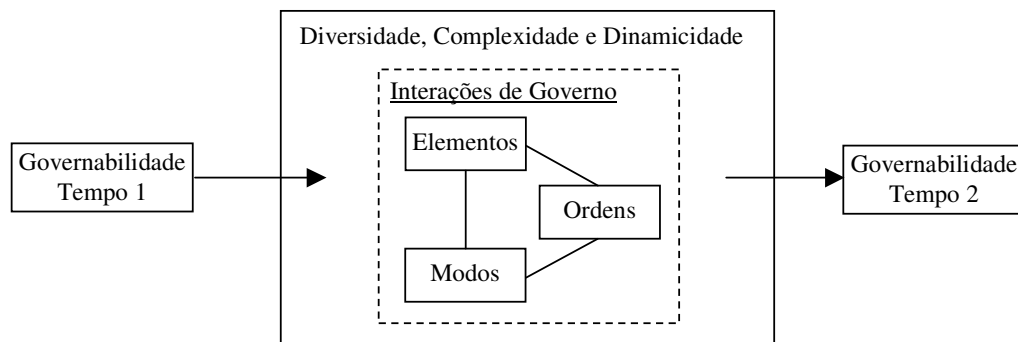 Diversidade, Complexidade e Dinamicidade
Interações de Governo
Elementos
Governabilidade
Tempo 1
Ordens
Modos
Governabilidade
Tempo 2